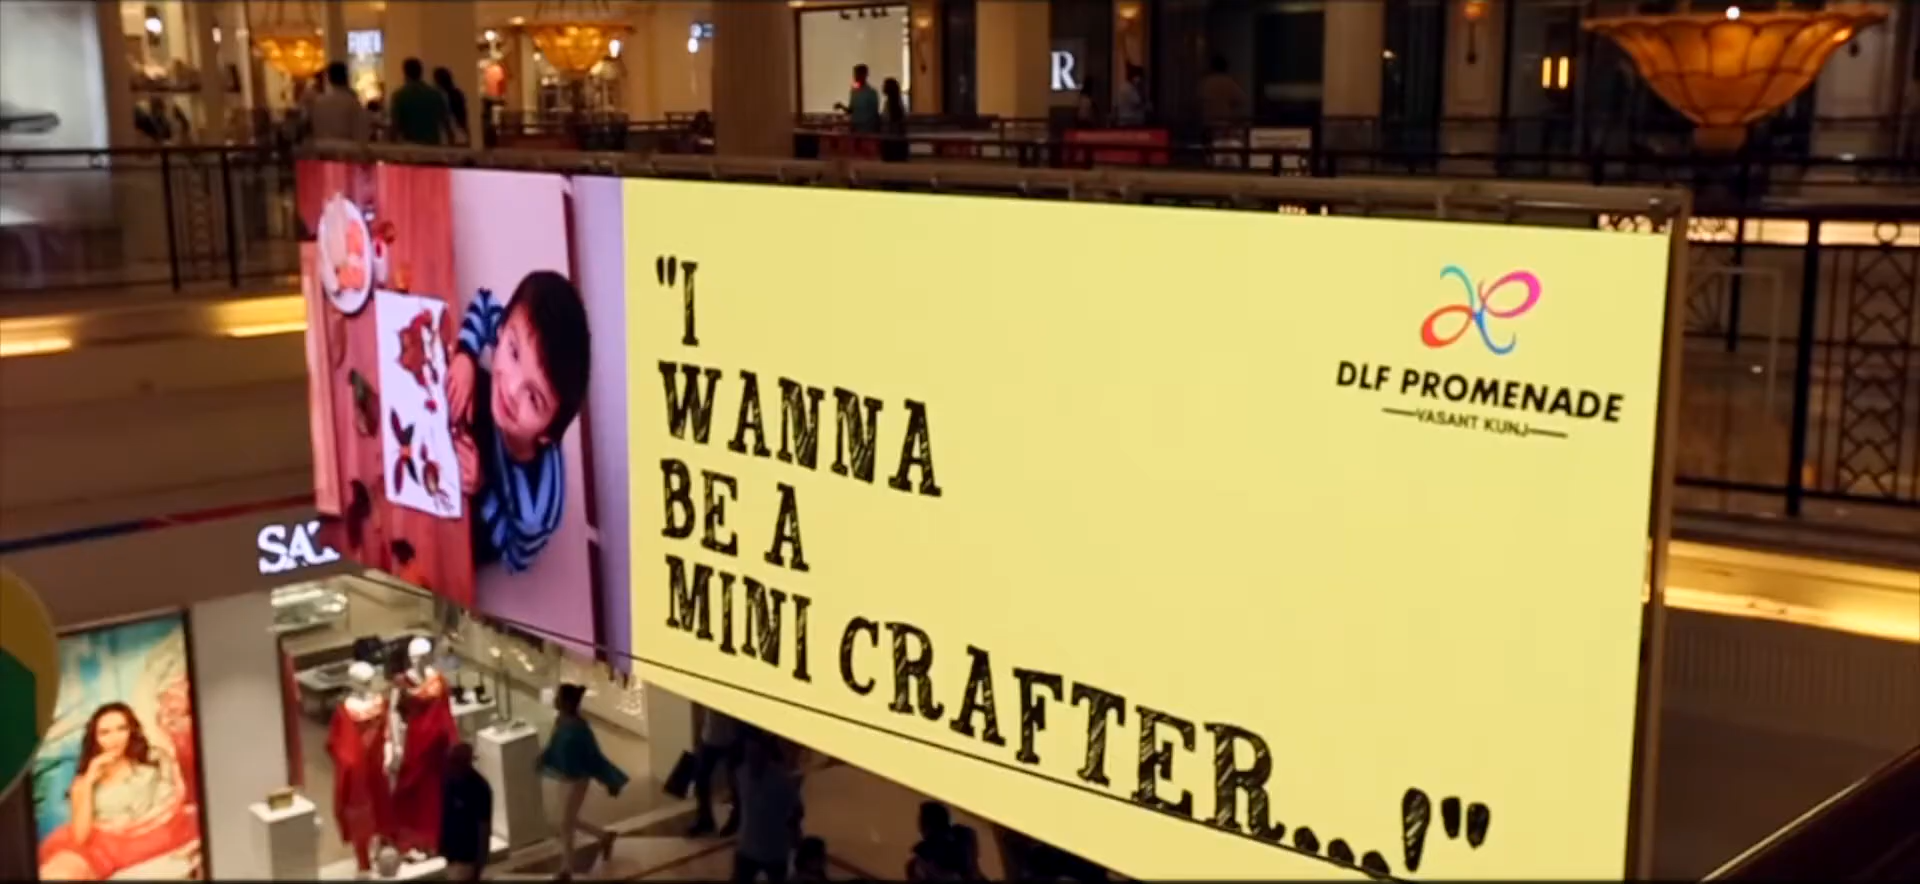 "I
WANNA
BE A
MINI CRAFTER...!"
DLF PROMENADE
VASANT KUNJ
R